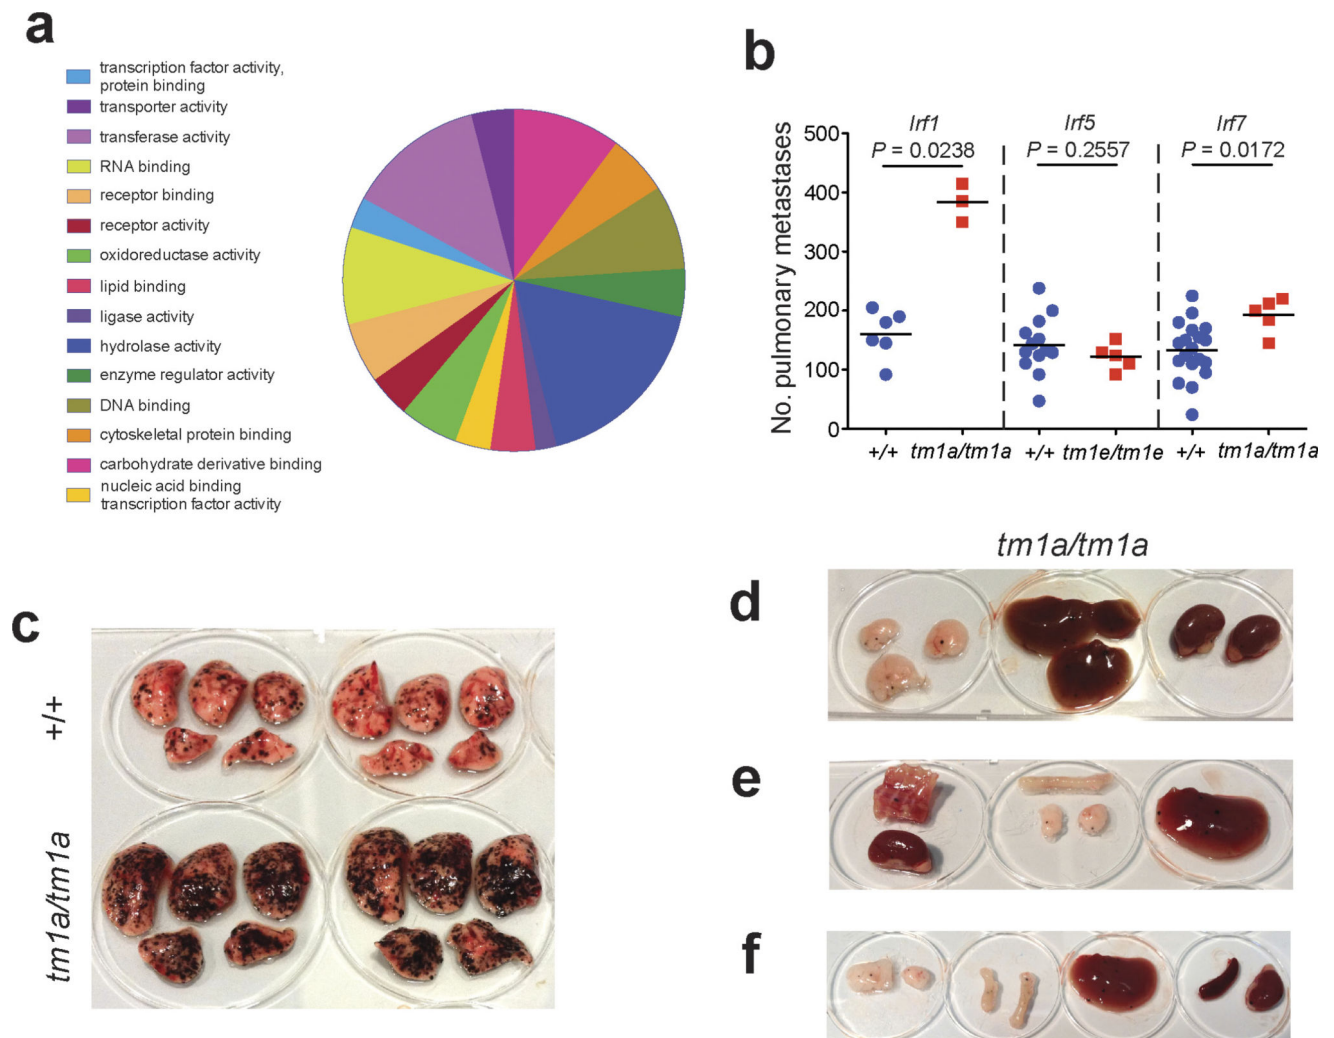 a
transcription factor activity,
protein binding
transporter activity
transferase activity
RNA binding
receptor binding
receptor activity
oxidoreductase activity
lipid binding
ligase activity
hydrolase activity
enzyme regulator activity
DNA binding
cytoskeletal protein binding
carbohydrate derivative binding
nucleic acid binding
transcription factor activity
b
Irf1 Irf5 Irf7
P = 0.0238 P = 0.2557 P = 0.0172
No. pulmonary metastases
500
400
300
200
100
0
+/+ tm1a/tm1a +/+ tm1e/tm1e +/+ tm1a/tm1a
c
+/+
tm1a/tm1a
tm1a/tm1a
d
e
f